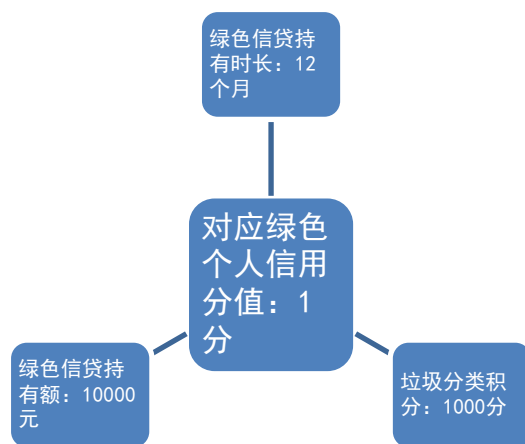 绿色信贷持
有时长：12
个月
对应绿色
个人信用
分值：1
分
绿色信贷持
有额：10000
元
垃圾分类积
分：1000分